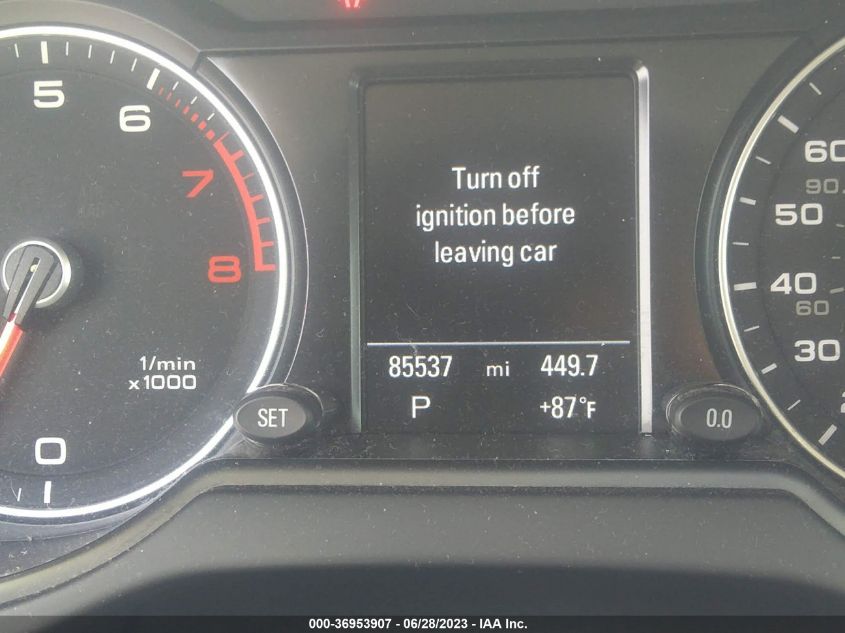 5
6
7
8
1/min
x1000
0
Turn off
ignition before
leaving car
85537 mi 449.7
P +87°F
SET
0.0
60
90
50
40
60
30
000-36953907 - 06/28/2023 - IAA Inc.